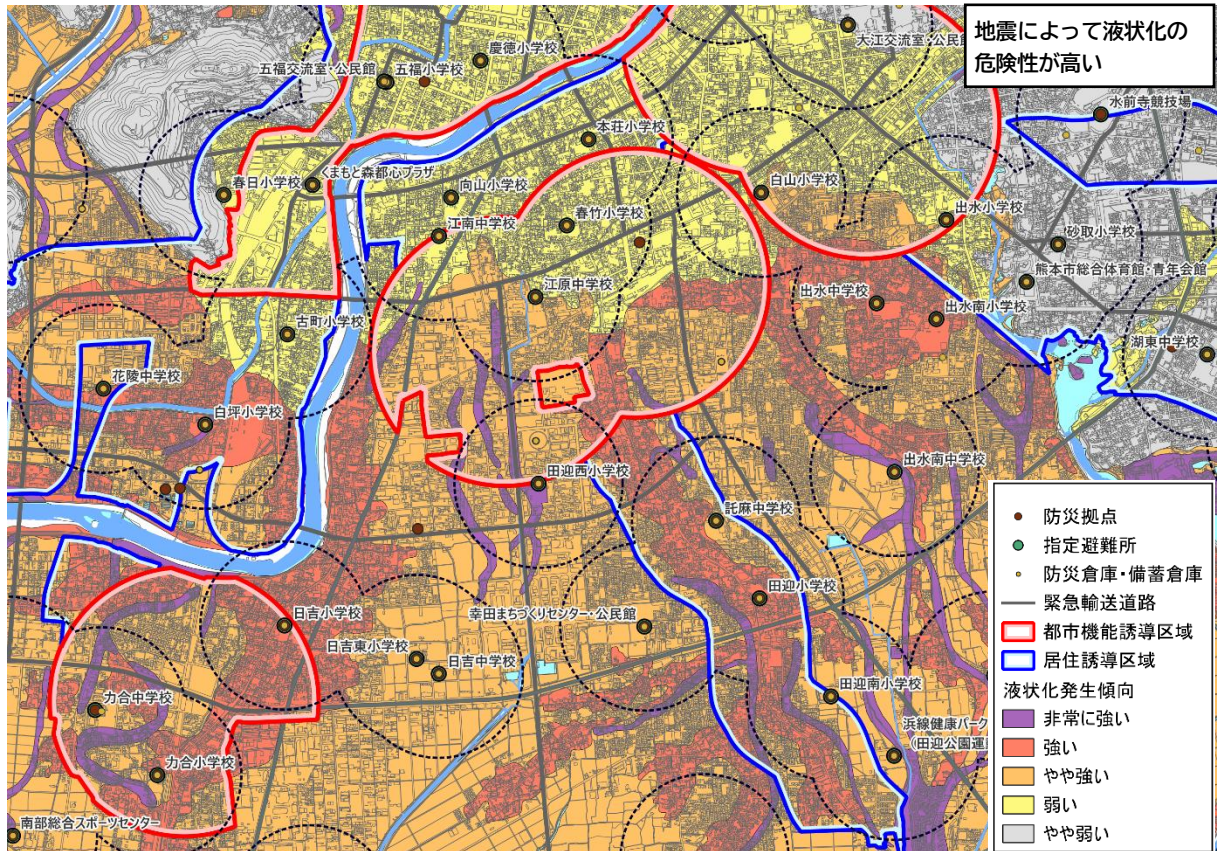 地震によって液状化の
危険性が高い
大江交流室・公民館
慶徳小学校
五福交流室・公民館
五福小学校
水前寺競技場
本荘小学校
くまもと森都心プラザ
春日小学校
向山小学校
白山小学校
春竹小学校
出水小学校
江南中学校
砂取小学校
熊本市総合体育館・青年会館
江原中学校
出水中学校
出水南小学校
古町小学校
湖東中学校
花陵中学校
白坪小学校
田迎西小学校
出水南中学校
託麻中学校
田迎小学校
日吉小学校
幸田まちづくりセンター・公民館
日吉東小学校
日吉中学校
田迎南小学校
力合中学校
浜線健康パーク
(田迎公園運
力合小学校
南部総合スポーツセンター
防災拠点
指定避難所
防災倉庫・備蓄倉庫
緊急輸送道路
都市機能誘導区域
居住誘導区域
液状化発生傾向
非常に強い
強い
やや強い
弱い
やや弱い